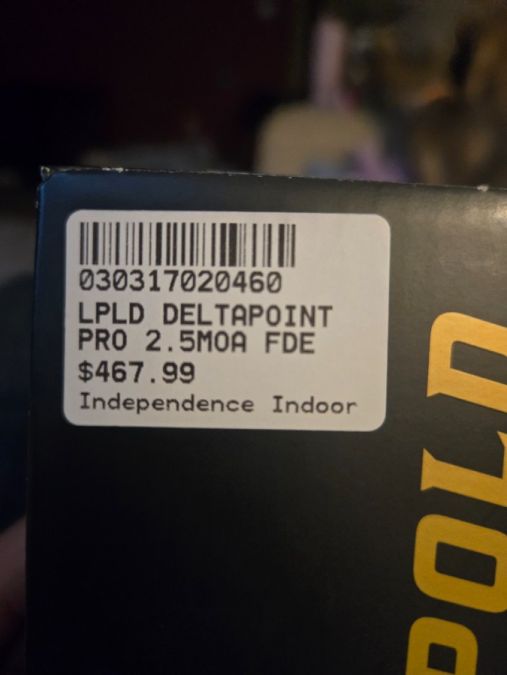 030317020460
LPLD DELTAPOINT
PRO 2.5MOA FDE
$467.99
Independence Indoor
POLD